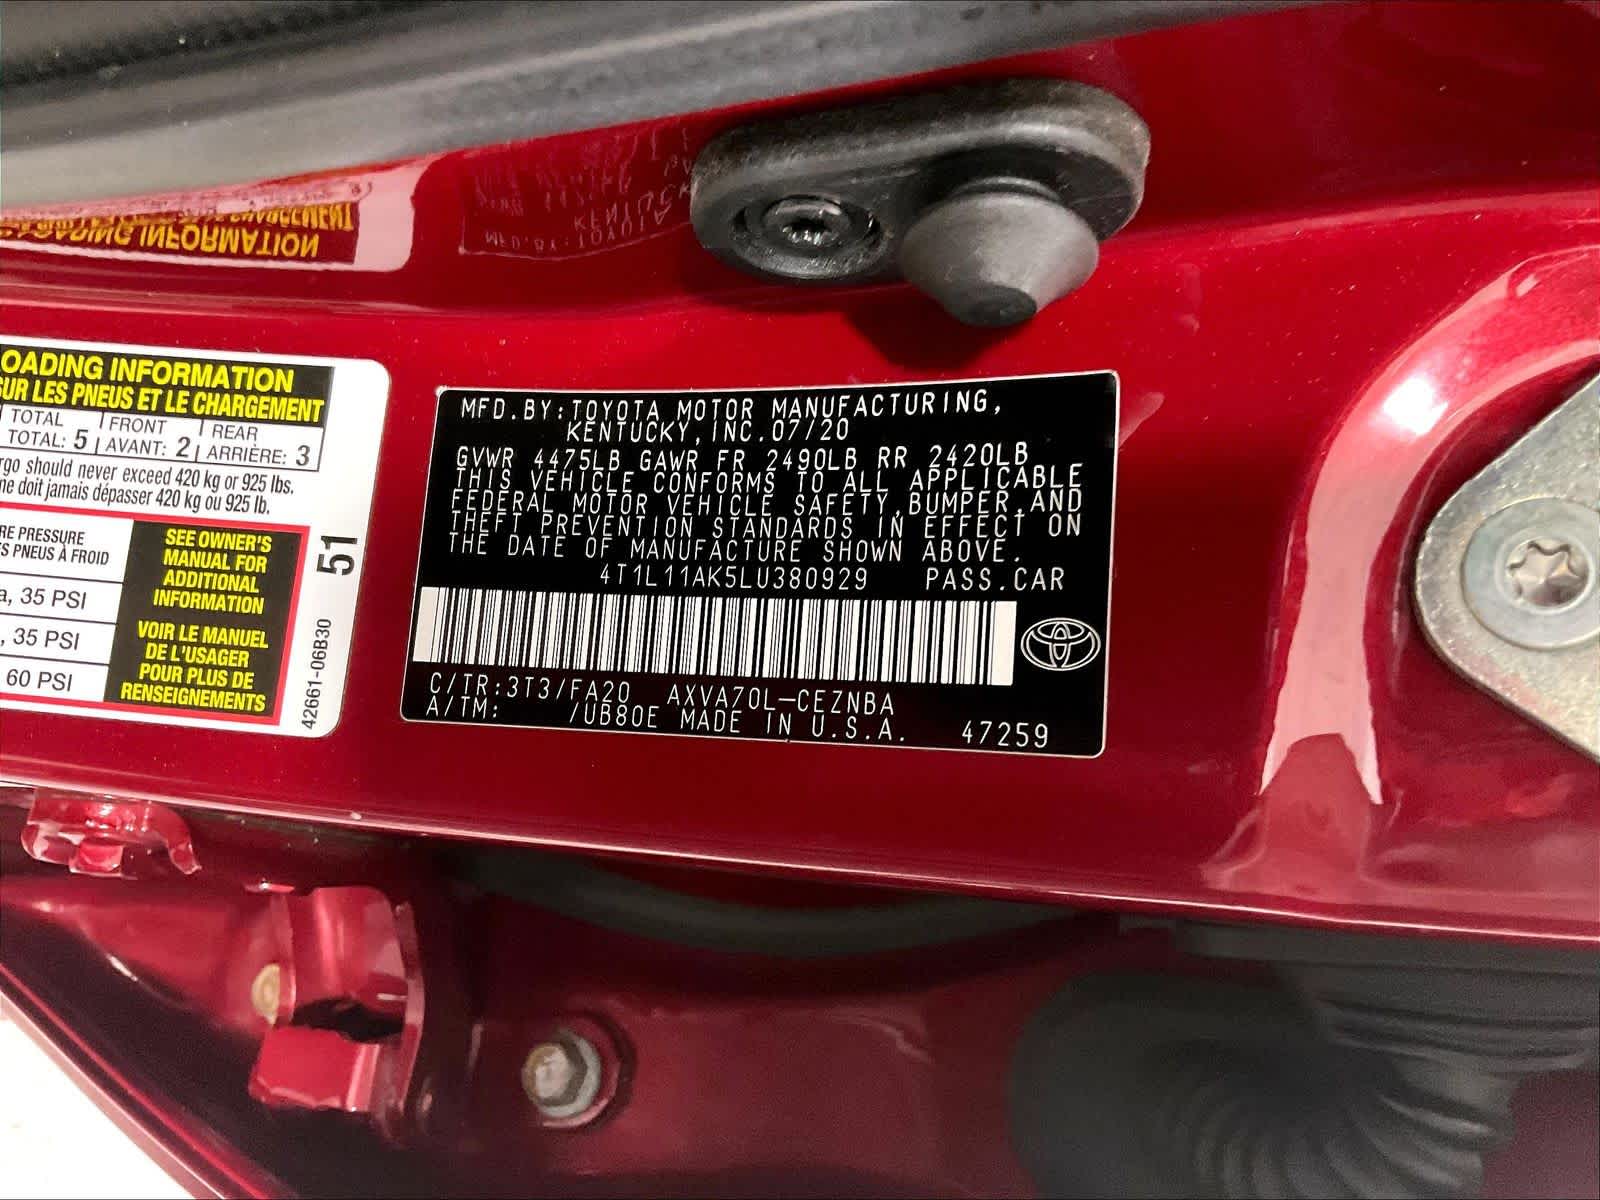 OADING INFORMATION
SUR LES PNEUS ET LE CHARGEMENT
TOTAL FRONT REAR
TOTAL: 5 AVANT: 2 ARRIÈRE: 3
rgo should never exceed 420 kg or 925 lbs.
ne doit jamais dépasser 420 kg ou 925 lb.
RE PRESSURE
S PNEUS À FROID
a, 35 PSI
, 35 PSI
60 PSI
SEE OWNER'S
MANUAL FOR
ADDITIONAL
INFORMATION
VOIR LE MANUEL
DE L'USAGER
POUR PLUS DE
RENSEIGNEMENTS
51
42661-06B30
MFD.BY:TOYOTA MOTOR MANUFACTURING,
KENTUCKY,INC.07/20
GVWR 4475LB GAWR FR 2490LB RR 2420LB
THIS VEHICLE CONFORMS TO ALL APPLICABLE
FEDERAL MOTOR VEHICLE SAFETY,BUMPER,AND
THEFT PREVENTION STANDARDS IN EFFECT ON
THE DATE OF MANUFACTURE SHOWN ABOVE.
4T1L11AK5LU380929 PASS.CAR
C/TR:3T3/FA20 AXVA70L-CEZNBA
A/TM: /UB80E MADE IN U.S.A. 47259